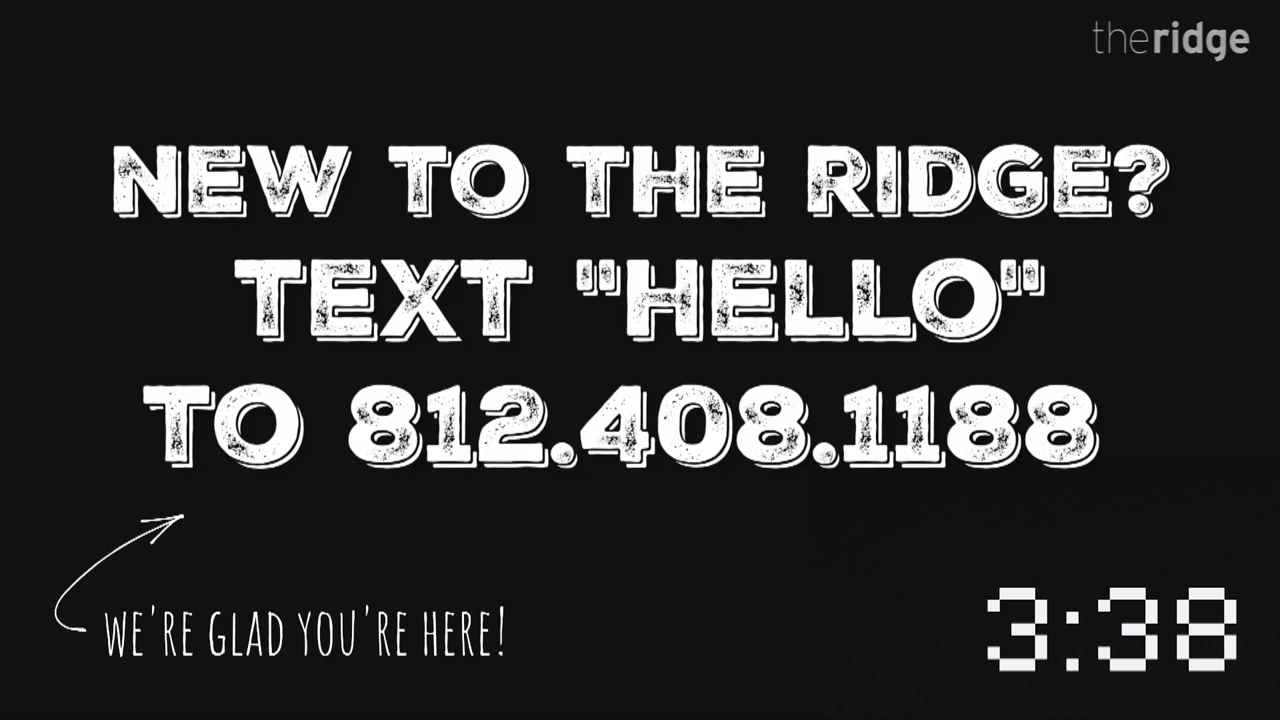 theridge
NEW TO THE RIDGE?
TEXT "HELLO"
TO 812.408.1188
WE'RE GLAD YOU'RE HERE!
3:38